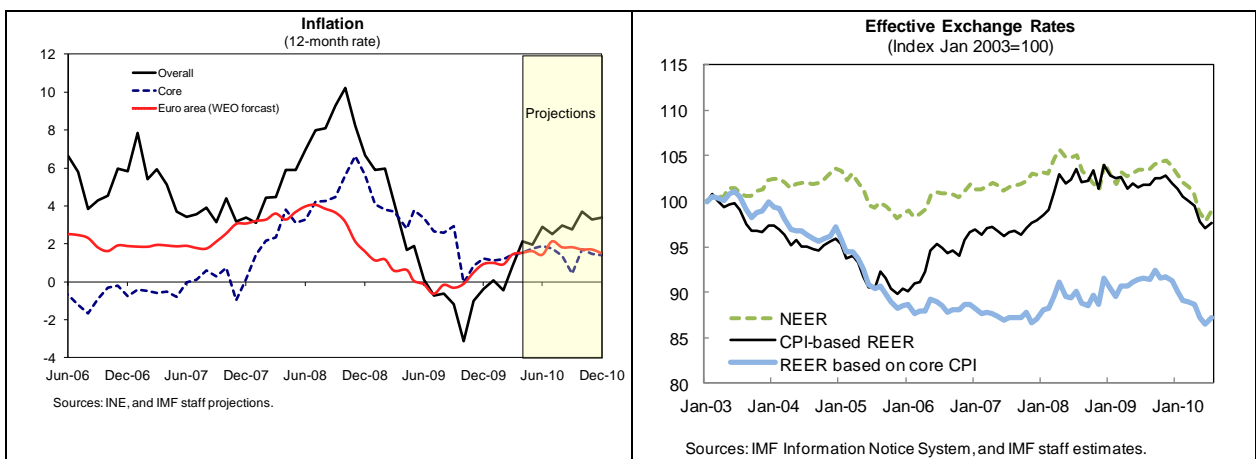 Inflation
(12-month rate)
12
10
8
6
4
2
0
-2
-4
Overall
Core
Euro area (WEO forcast)
Projections
Jun-06 Dec-06 Jun-07 Dec-07 Jun-08 Dec-08 Jun-09 Dec-09 Jun-10 Dec-10
Sources: INE, and IMF staff projections.
Effective Exchange Rates
(Index Jan 2003=100)
115
110
105
100
95
90
85
80
NEER
CPI-based REER
REER based on core CPI
Jan-03 Jan-04 Jan-05 Jan-06 Jan-07 Jan-08 Jan-09 Jan-10
Sources: IMF Information Notice System, and IMF staff estimates.